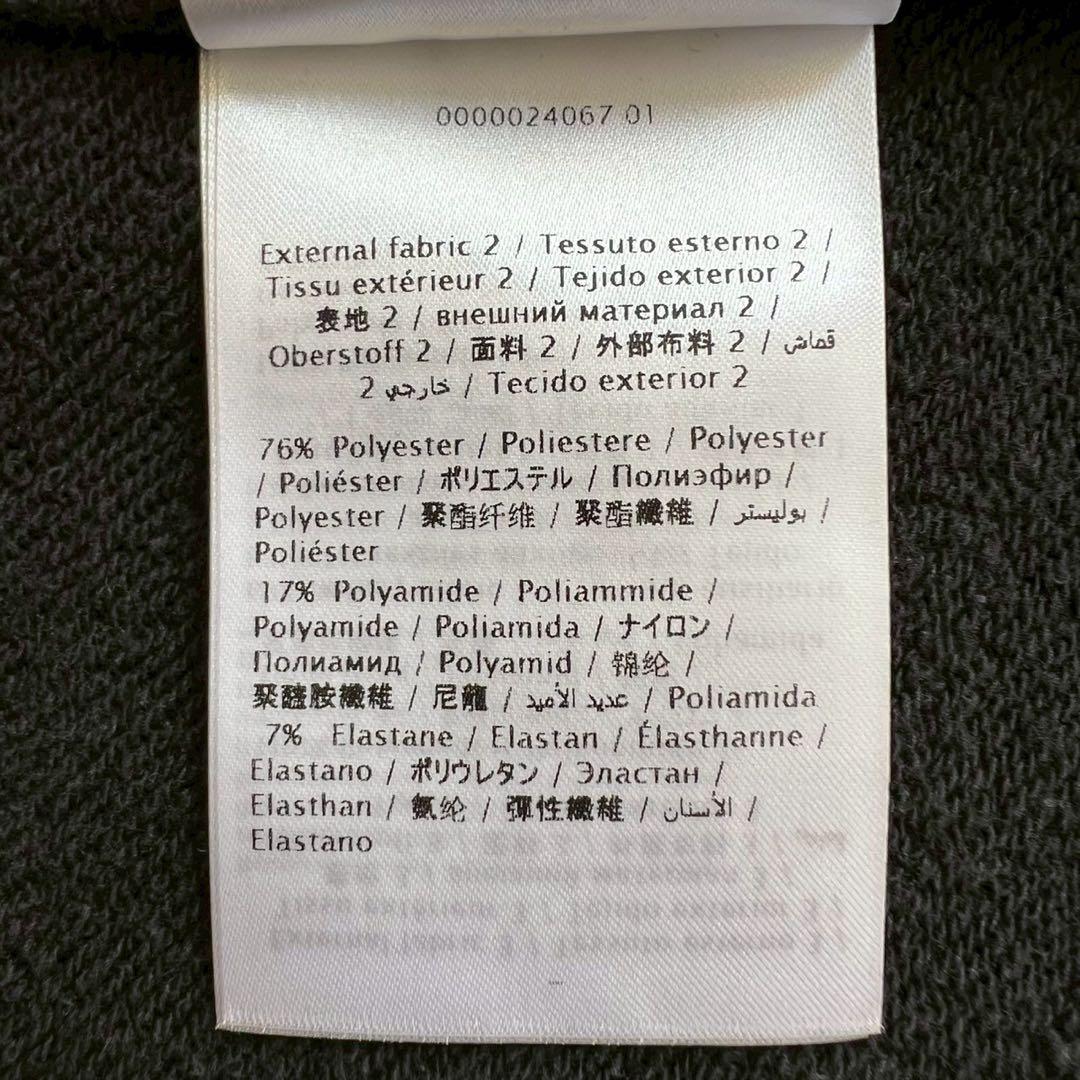 0000024067 01
External fabric 2 / Tessuto esterno 2 /
Tissu extérieur 2 / Tejido exterior 2 /
表地 2 / внешний материал 2 /
Oberstoff 2 / 面料 2 / 外部布料 2 / قماش
خارجي 2 / Tecido exterior 2
76% Polyester / Poliestere / Polyester
/ Poliéster / ポリエステル / Полиэфир /
Polyester / 聚酯纤维 / 聚酯纖維 / بوليستر /
Poliéster
17% Polyamide / Poliammide /
Polyamide / Poliamida / ナイロン /
Полиамид / Polyamid / 锦纶 /
聚醯胺纖維 / 尼龍 / عديد الأميد / Poliamida
7% Elastane / Elastan / Élasthanne /
Elastano / ポリウレタン / Эластан /
Elasthan / 氨纶 / 彈性纖維 / الأستان /
Elastano